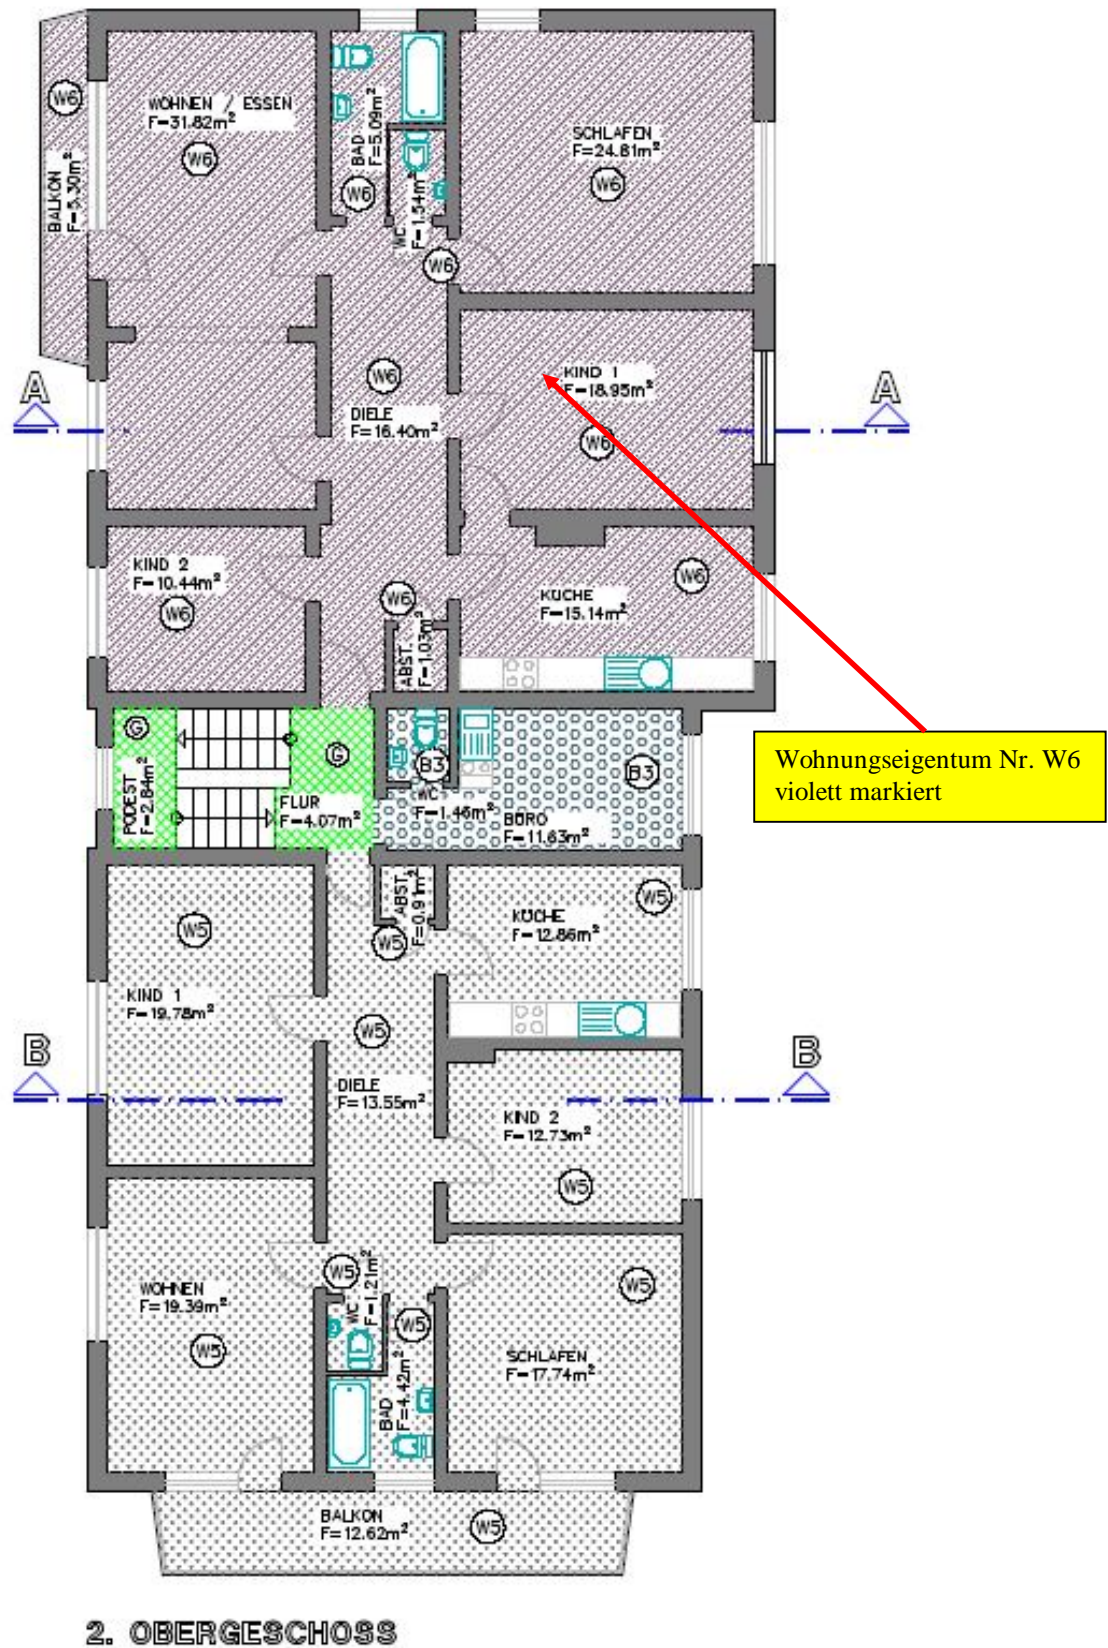 W6
WOHNEN / ESSEN
F=31.82m²
W6
BALKON
F=5.30m²
BAD
F=5.09m²
W6
WC
F=1.54m²
W6
SCHLAFEN
F=24.81m²
W6
A
W6
DIELE
F=16.40m²
KIND 1
F=18.95m²
W6
A
KIND 2
F=10.44m²
W6
W6
ABST.
F=1.03m²
KÜCHE
F=15.14m²
W6
Wohnungseigentum Nr. W6
violett markiert
G
PODEST
F=2.84m²
G
FLUR
F=4.07m²
B3
WC
F=1.46m²
B3
BÜRO
F=11.63m²
W5
KIND 1
F=19.78m²
ABST.
F=0.91m²
W5
W5
KÜCHE
F=12.86m²
W5
B
DIELE
F=13.55m²
KIND 2
F=12.73m²
W5
B
WOHNEN
F=19.39m²
W5
W5
WC
F=1.21m²
W5
BAD
F=4.42m²
W5
SCHLAFEN
F=17.74m²
BALKON
F=12.62m²
W5
2. OBERGESCHOSS